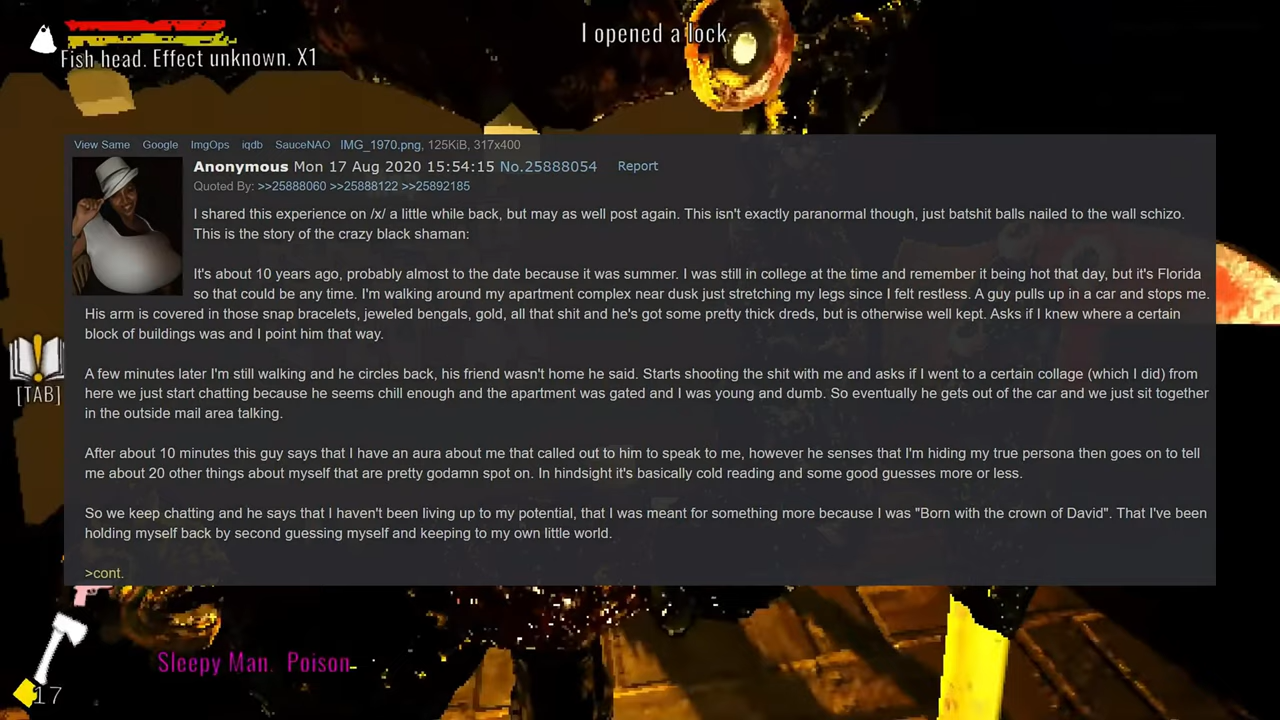 I opened a lock.
Fish head. Effect unknown. X1
View Same Google ImgOps iqdb SauceNAO IMG_1970.png, 125KiB, 317x400
Anonymous Mon 17 Aug 2020 15:54:15 No.25888054 Report
Quoted By: >>25888060 >>25888122 >>25892185
I shared this experience on /x/ a little while back, but may as well post again. This isn't exactly paranormal though, just batshit balls nailed to the wall schizo.
This is the story of the crazy black shaman:
It's about 10 years ago, probably almost to the date because it was summer. I was still in college at the time and remember it being hot that day, but it's Florida
so that could be any time. I'm walking around my apartment complex near dusk just stretching my legs since I felt restless. A guy pulls up in a car and stops me.
His arm is covered in those snap bracelets, jeweled bengals, gold, all that shit and he's got some pretty thick dreds, but is otherwise well kept. Asks if I knew where a certain
block of buildings was and I point him that way.
A few minutes later I'm still walking and he circles back, his friend wasn't home he said. Starts shooting the shit with me and asks if I went to a certain collage (which I did) from
here we just start chatting because he seems chill enough and the apartment was gated and I was young and dumb. So eventually he gets out of the car and we just sit together
in the outside mail area talking.
After about 10 minutes this guy says that I have an aura about me that called out to him to speak to me, however he senses that I'm hiding my true persona then goes on to tell
me about 20 other things about myself that are pretty godamn spot on. In hindsight it's basically cold reading and some good guesses more or less.
So we keep chatting and he says that I haven't been living up to my potential, that I was meant for something more because I was "Born with the crown of David". That I've been
holding myself back by second guessing myself and keeping to my own little world.
>cont.
[TAB]
Sleepy Man. Poison
17